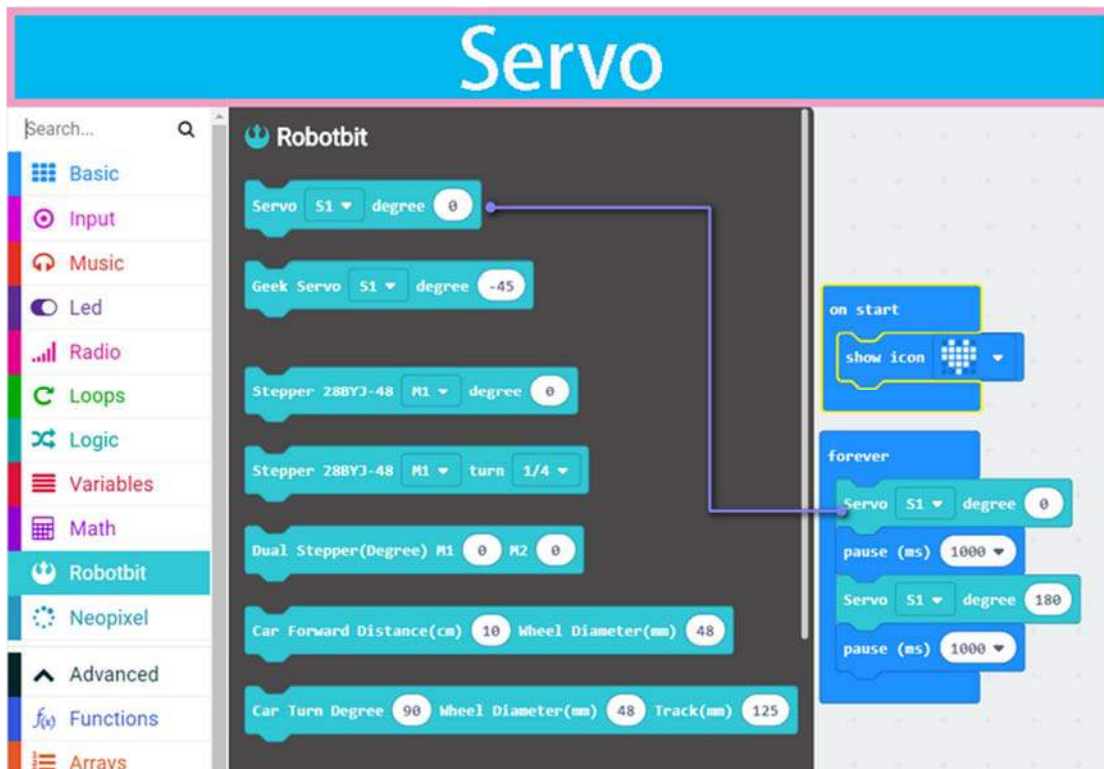 Servo
Search...
Basic
Input
Music
Led
Radio
Loops
Logic
Variables
Math
Robotbit
Neopixel
Advanced
f(x) Functions
Arrays
Robotbit
Servo S1 degree 0
Geek Servo S1 degree -45
Stepper 28BYJ-48 M1 degree 0
Stepper 28BYJ-48 M1 turn 1/4
Dual Stepper(Degree) M1 0 M2 0
Car Forward Distance(cm) 10 Wheel Diameter(mm) 48
Car Turn Degree 90 Wheel Diameter(mm) 48 Track(mm) 125
on start
show icon
forever
Servo S1 degree 0
pause (ms) 1000
Servo S1 degree 180
pause (ms) 1000